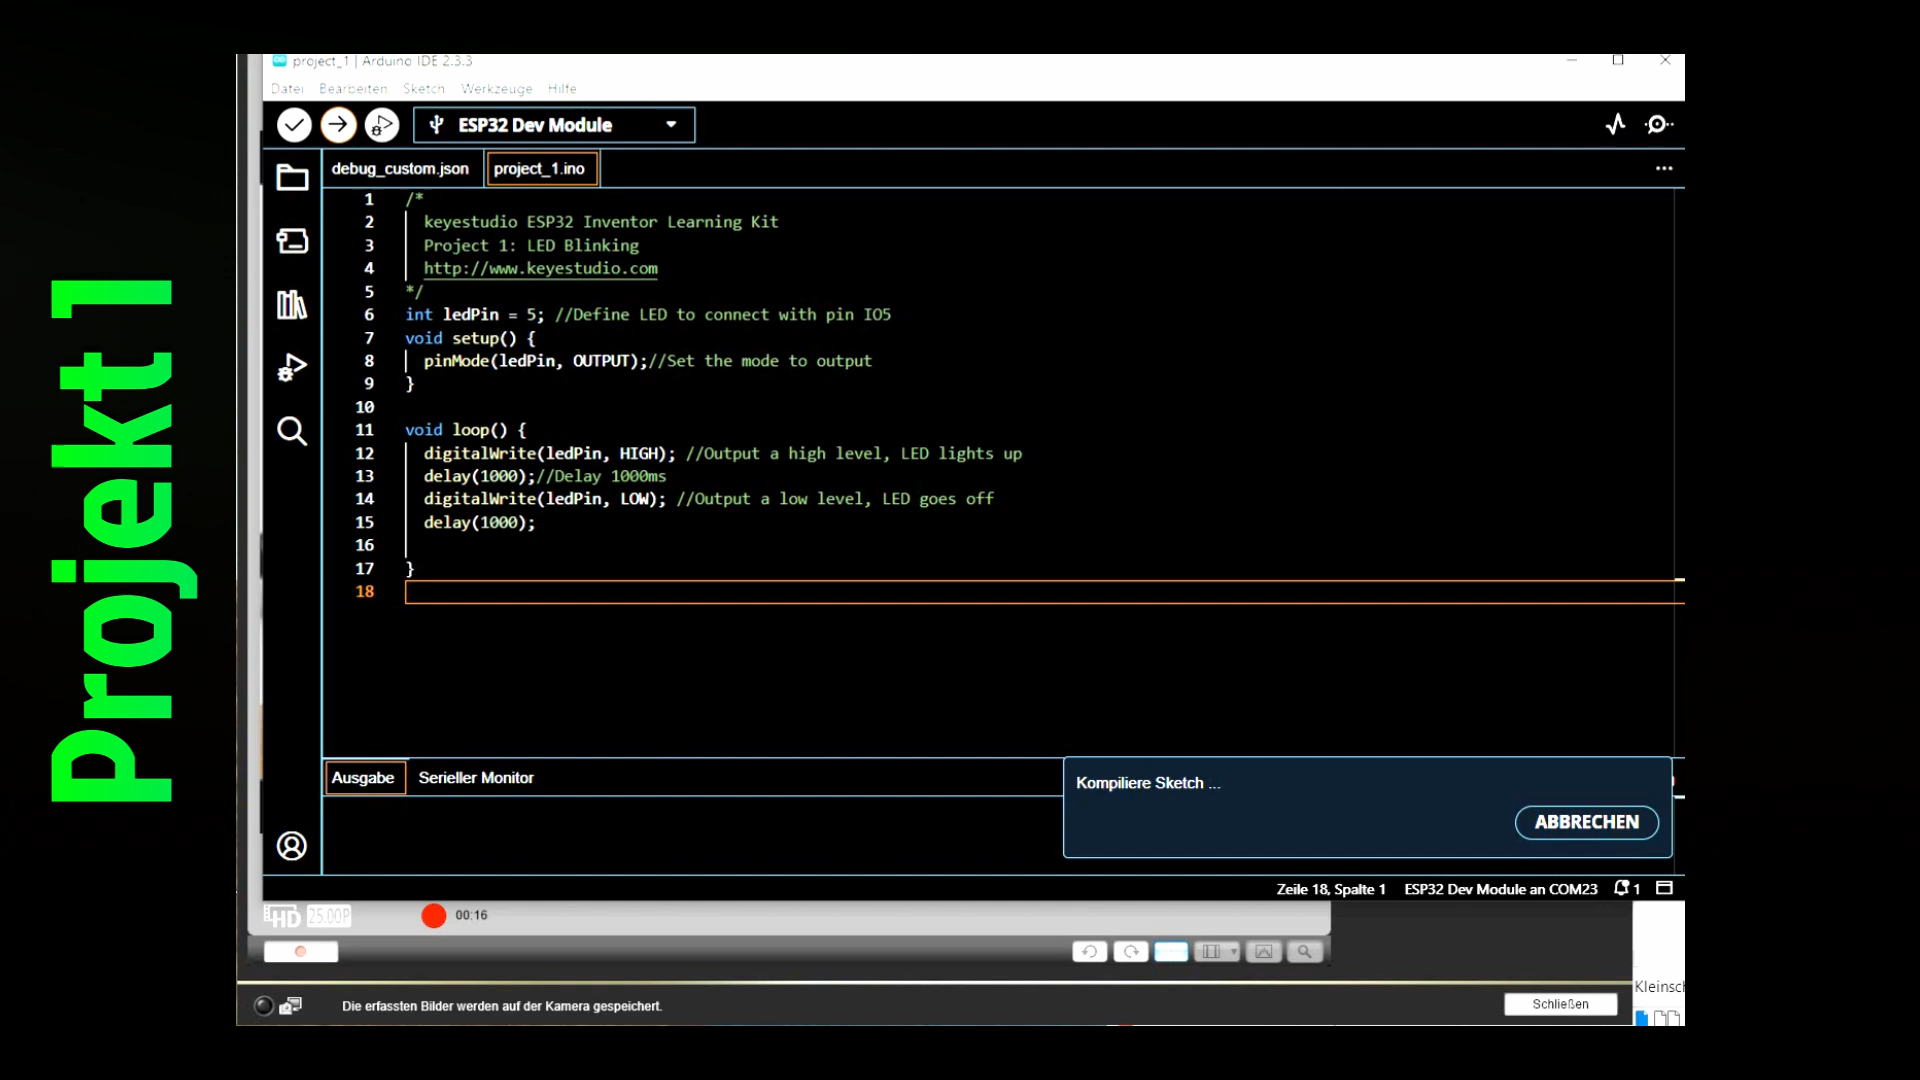 Projekt 1
project_1 | Arduino IDE 2.3.3
Datei Bearbeiten Sketch Werkzeuge Hilfe
ESP32 Dev Module
debug_custom.json project_1.ino
1 /*
2 keyestudio ESP32 Inventor Learning Kit
3 Project 1: LED Blinking
4 http://www.keyestudio.com
5 */
6 int ledPin = 5; //Define LED to connect with pin IO5
7 void setup() {
8 pinMode(ledPin, OUTPUT);//Set the mode to output
9 }
10
11 void loop() {
12 digitalWrite(ledPin, HIGH); //Output a high level, LED lights up
13 delay(1000);//Delay 1000ms
14 digitalWrite(ledPin, LOW); //Output a low level, LED goes off
15 delay(1000);
16
17 }
18
Ausgabe Serieller Monitor
Kompiliere Sketch ...
ABBRECHEN
Zeile 18, Spalte 1 ESP32 Dev Module an COM23 1
HD 25.00P 00:16
Die erfassten Bilder werden auf der Kamera gespeichert.
Schließen
Kleinsch